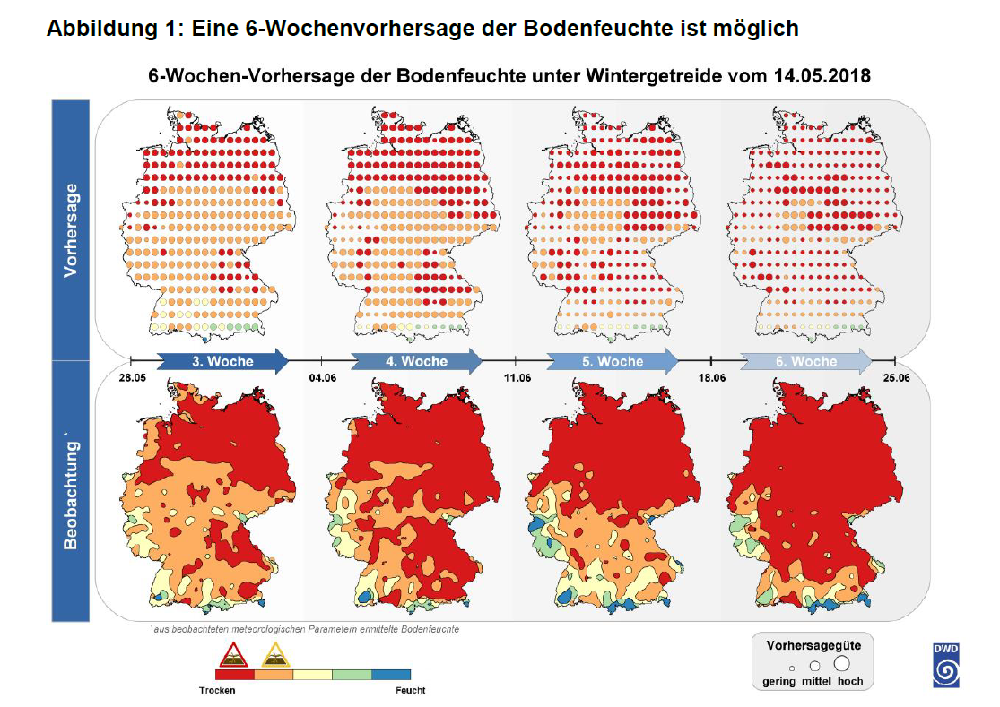 Abbildung 1: Eine 6-Wochenvorhersage der Bodenfeuchte ist möglich
6-Wochen-Vorhersage der Bodenfeuchte unter Wintergetreide vom 14.05.2018
Vorhersage
3. Woche
4. Woche
5. Woche
6. Woche
28.05
04.06
11.06
18.06
25.06
Beobachtung *
* aus beobachteten meteorologischen Parametern ermittelte Bodenfeuchte
Trocken
Feucht
Vorhersagegüte
gering mittel hoch
DWD